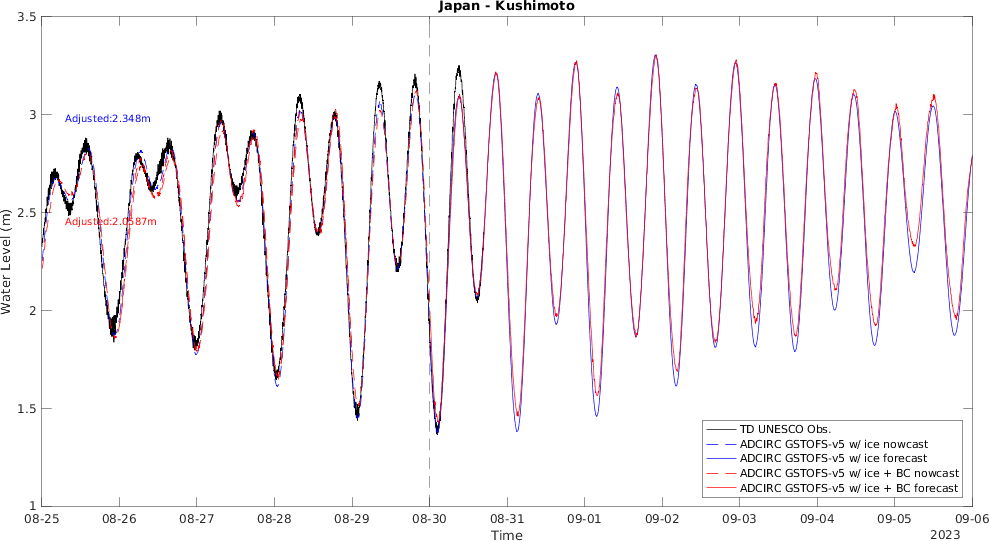 Japan - Kushimoto
3.5
3
2.5
2
1.5
1
Water Level (m)
Adjusted:2.348m
Adjusted:2.0587m
TD UNESCO Obs.
ADCIRC GSTOFS-v5 w/ ice nowcast
ADCIRC GSTOFS-v5 w/ ice forecast
ADCIRC GSTOFS-v5 w/ ice + BC nowcast
ADCIRC GSTOFS-v5 w/ ice + BC forecast
08-25 08-26 08-27 08-28 08-29 08-30 08-31 09-01 09-02 09-03 09-04 09-05 09-06
Time
2023